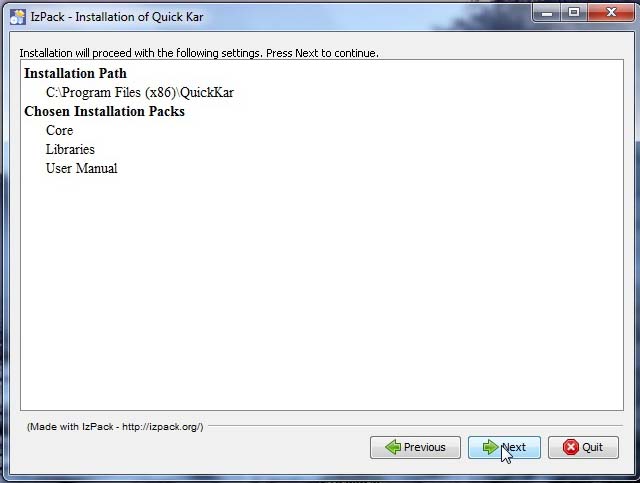 IzPack - Installation of Quick Kar
Installation will proceed with the following settings. Press Next to continue.
Installation Path
C:\Program Files (x86)\QuickKar
Chosen Installation Packs
Core
Libraries
User Manual
(Made with IzPack - http://izpack.org/)
Previous
Next
Quit